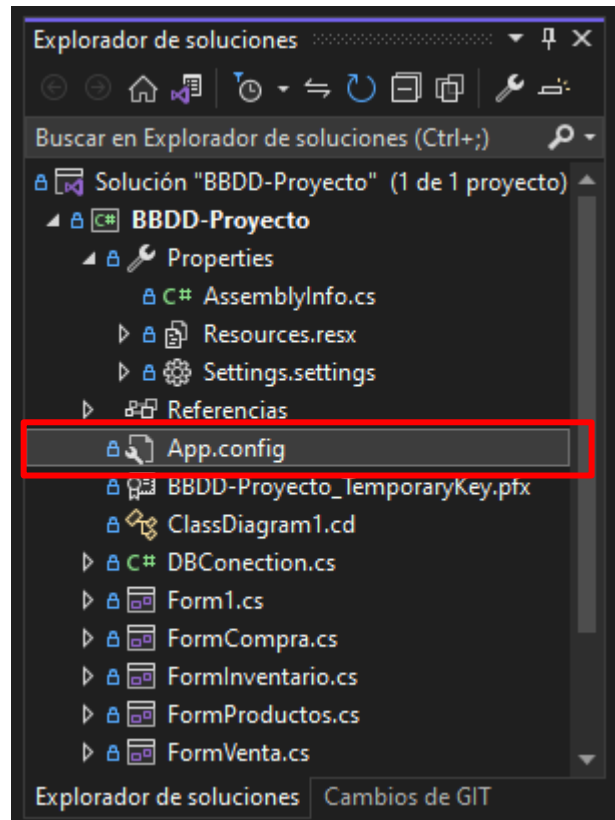 Explorador de soluciones
Buscar en Explorador de soluciones (Ctrl+;)
Solución "BBDD-Proyecto" (1 de 1 proyecto)
C# BBDD-Proyecto
Properties
C# AssemblyInfo.cs
Resources.resx
Settings.settings
Referencias
App.config
BBDD-Proyecto_TemporaryKey.pfx
ClassDiagram1.cd
C# DBConection.cs
Form1.cs
FormCompra.cs
FormInventario.cs
FormProductos.cs
FormVenta.cs
Explorador de soluciones Cambios de GIT